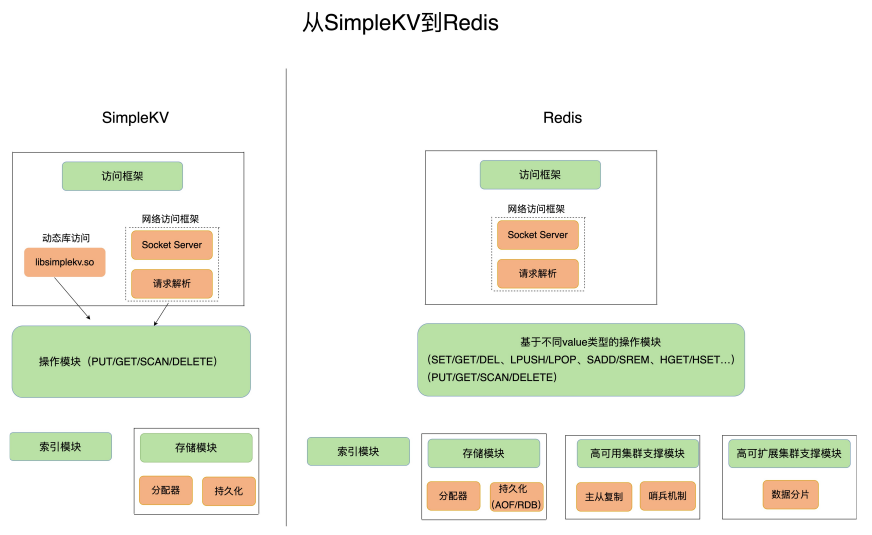 从SimpleKV到Redis
SimpleKV
访问框架
动态库访问
libsimplekv.so
网络访问框架
Socket Server
请求解析
操作模块（PUT/GET/SCAN/DELETE）
索引模块
存储模块
分配器
持久化
Redis
访问框架
网络访问框架
Socket Server
请求解析
基于不同value类型的操作模块
（SET/GET/DEL、LPUSH/LPOP、SADD/SREM、HGET/HSET…）
（PUT/GET/SCAN/DELETE）
索引模块
存储模块
分配器
持久化
（AOF/RDB）
高可用集群支撑模块
主从复制
哨兵机制
高可扩展集群支撑模块
数据分片